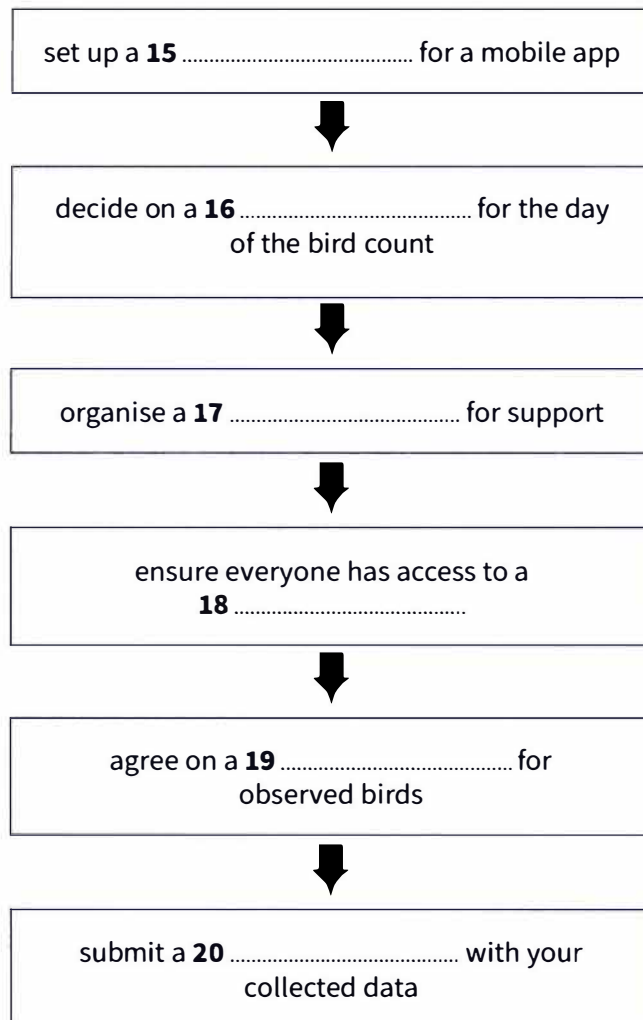 set up a 15 .......................................... for a mobile app
decide on a 16 .......................................... for the day
of the bird count
organise a 17 .......................................... for support
ensure everyone has access to a
18 ..........................................
agree on a 19 .......................................... for
observed birds
submit a 20 .......................................... with your
collected data